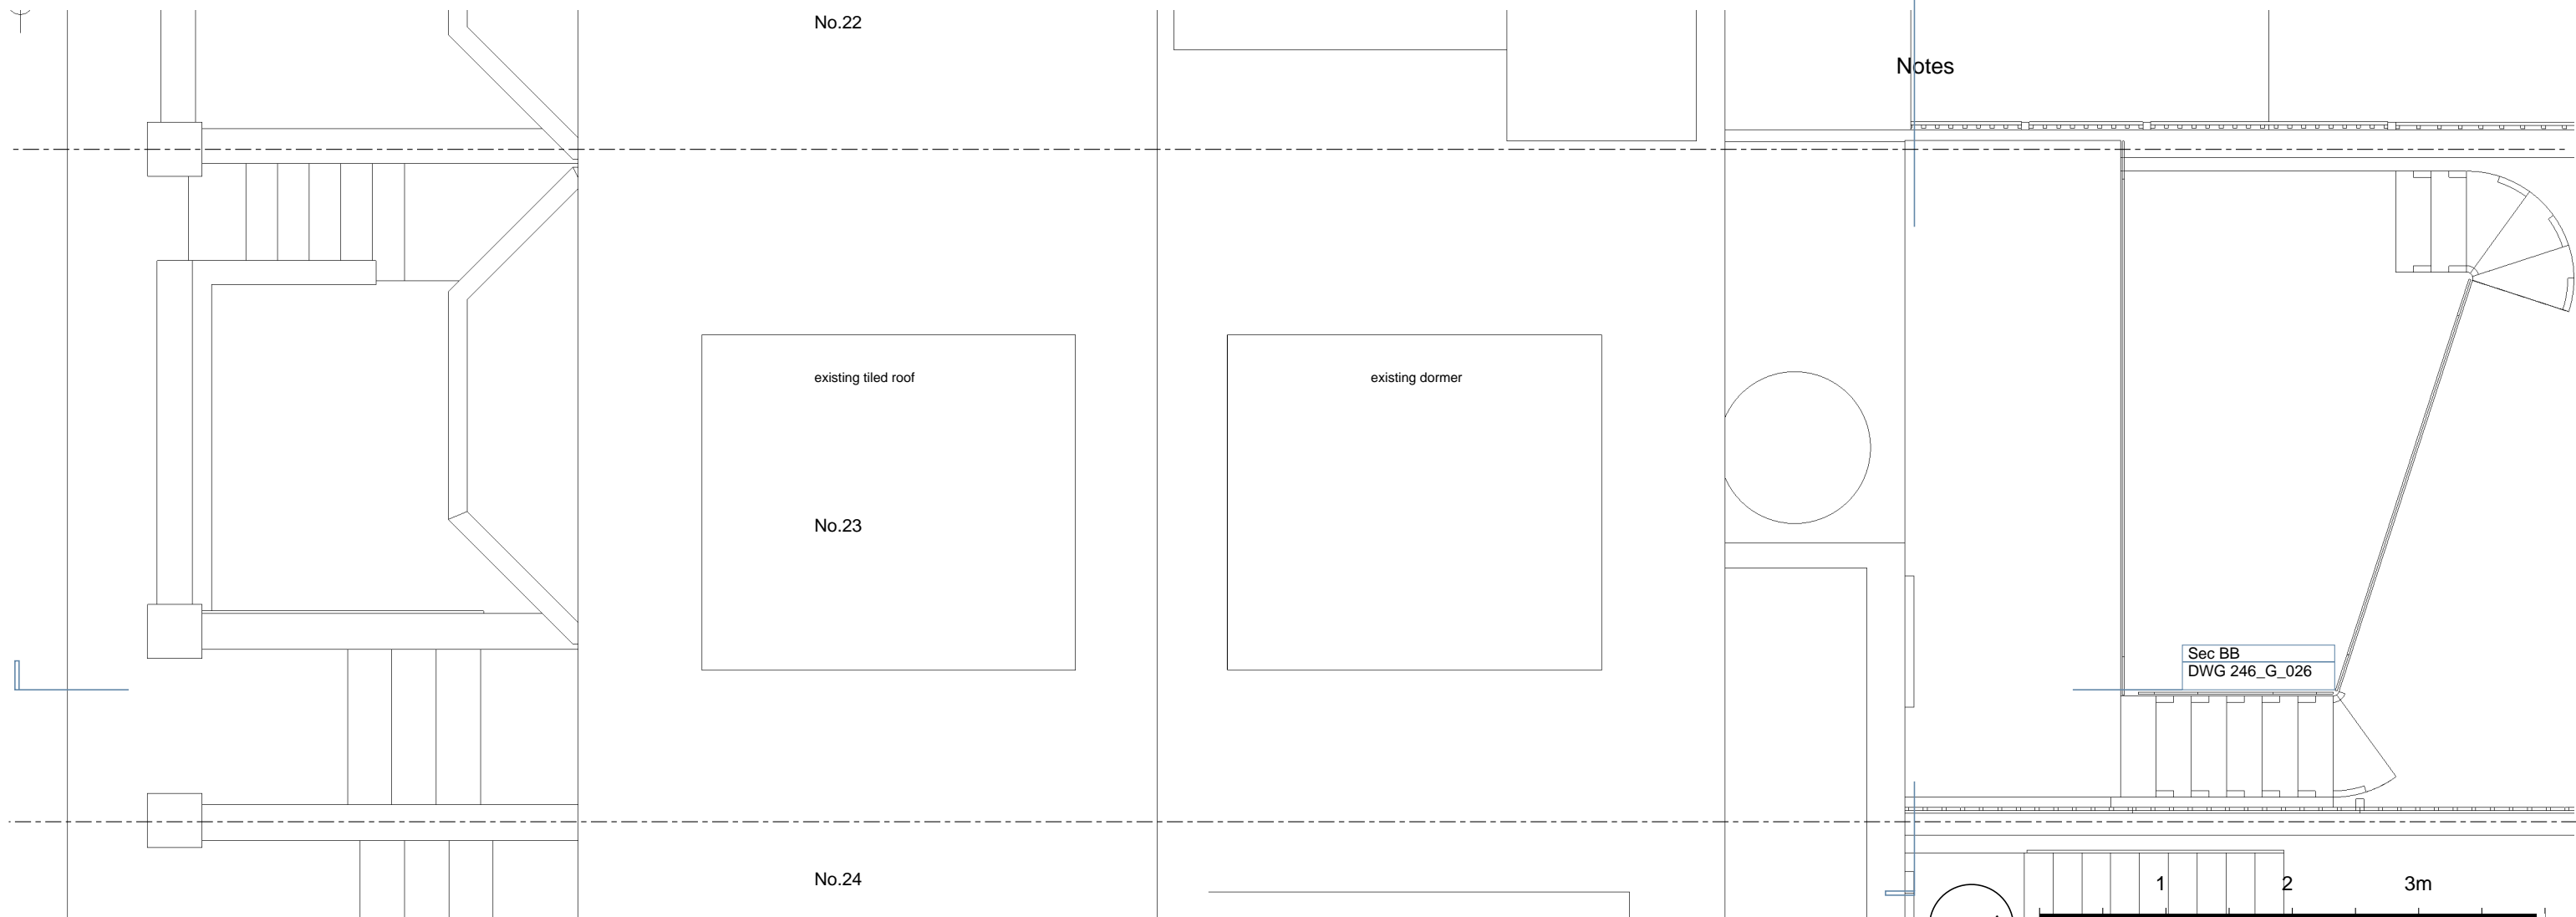 No.22
Notes
existing tiled roof
existing dormer
No.23
Sec BB
DWG 246_G_026
No.24
1 2 3m